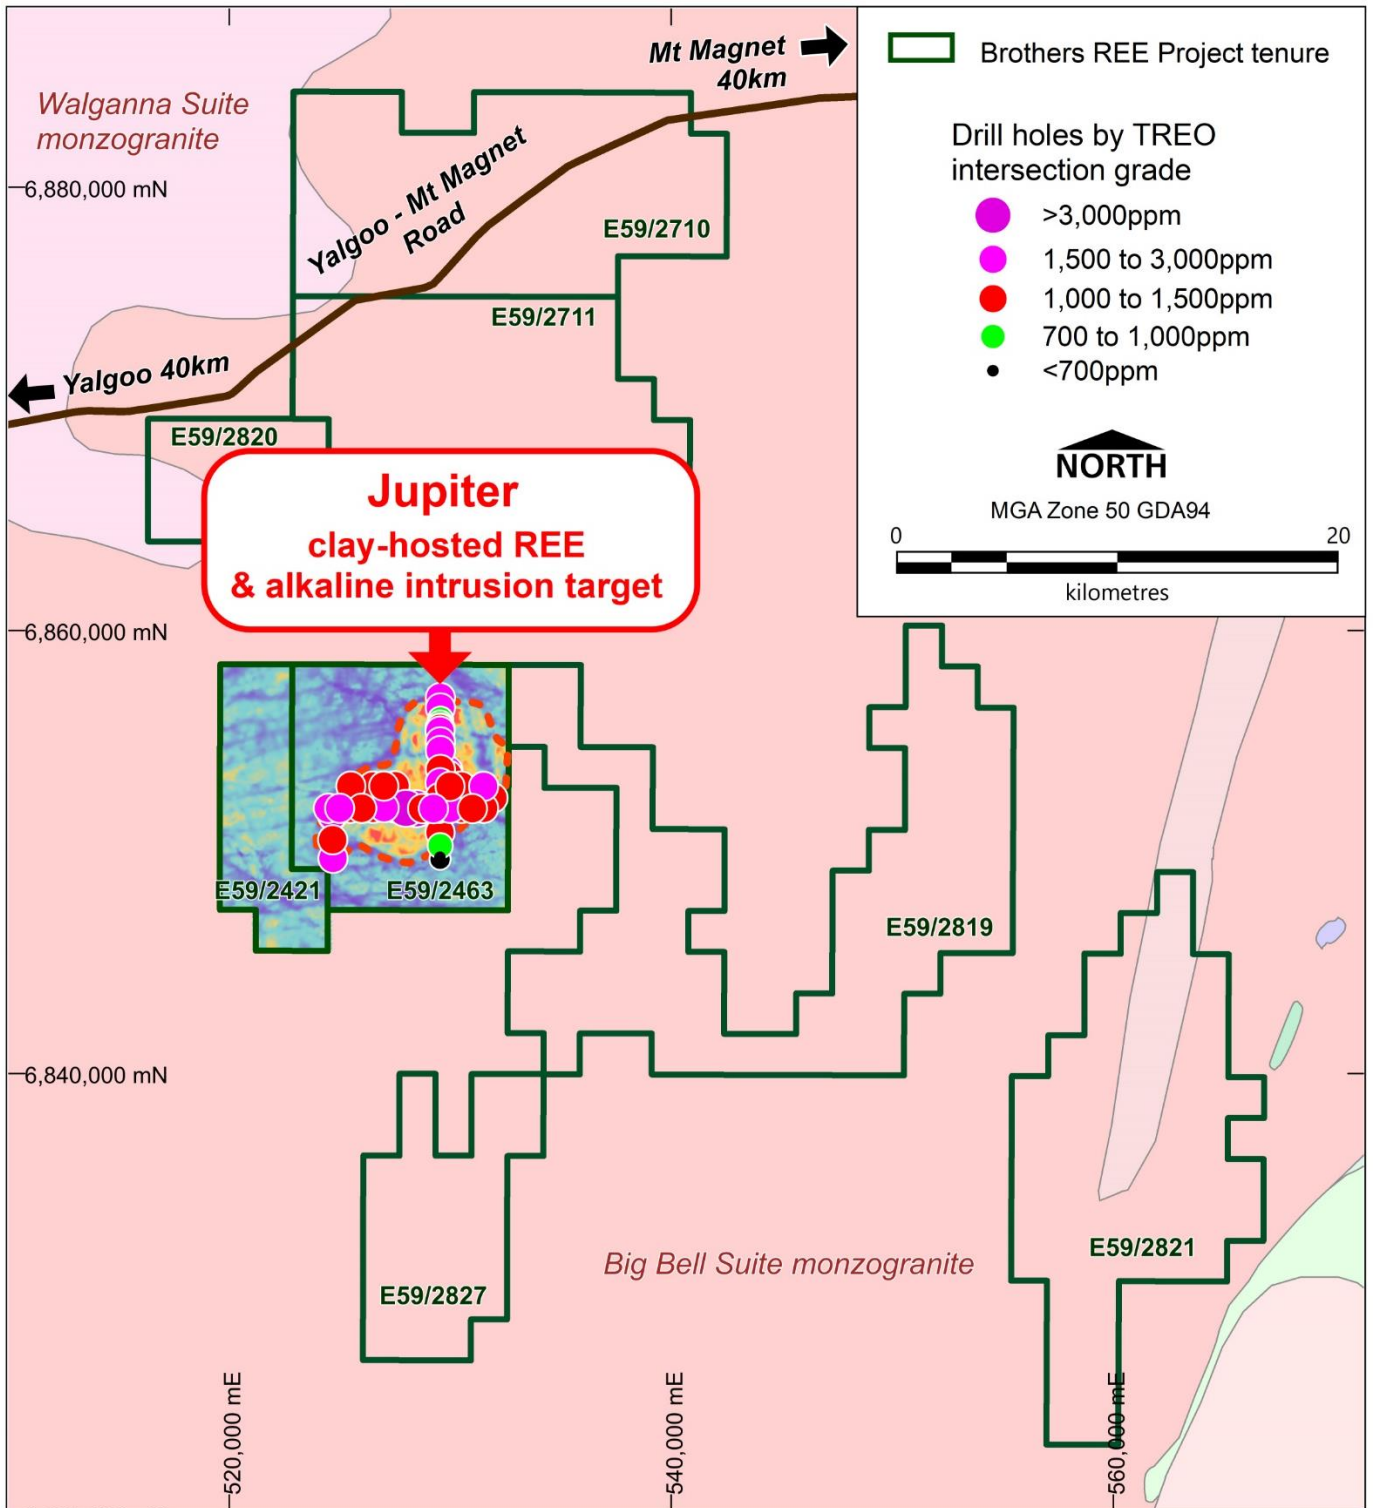 Mt Magnet
40km
Walganna Suite
monzogranite
6,880,000 mN
Yalgoo - Mt Magnet
Road
E59/2710
E59/2711
Yalgoo 40km
E59/2820
Jupiter
clay-hosted REE
& alkaline intrusion target
6,860,000 mN
E59/2421
E59/2463
E59/2819
6,840,000 mN
E59/2821
Big Bell Suite monzogranite
E59/2827
520,000 mE
540,000 mE
560,000 mE
Brothers REE Project tenure
Drill holes by TREO
intersection grade
>3,000ppm
1,500 to 3,000ppm
1,000 to 1,500ppm
700 to 1,000ppm
<700ppm
NORTH
MGA Zone 50 GDA94
0 20
kilometres